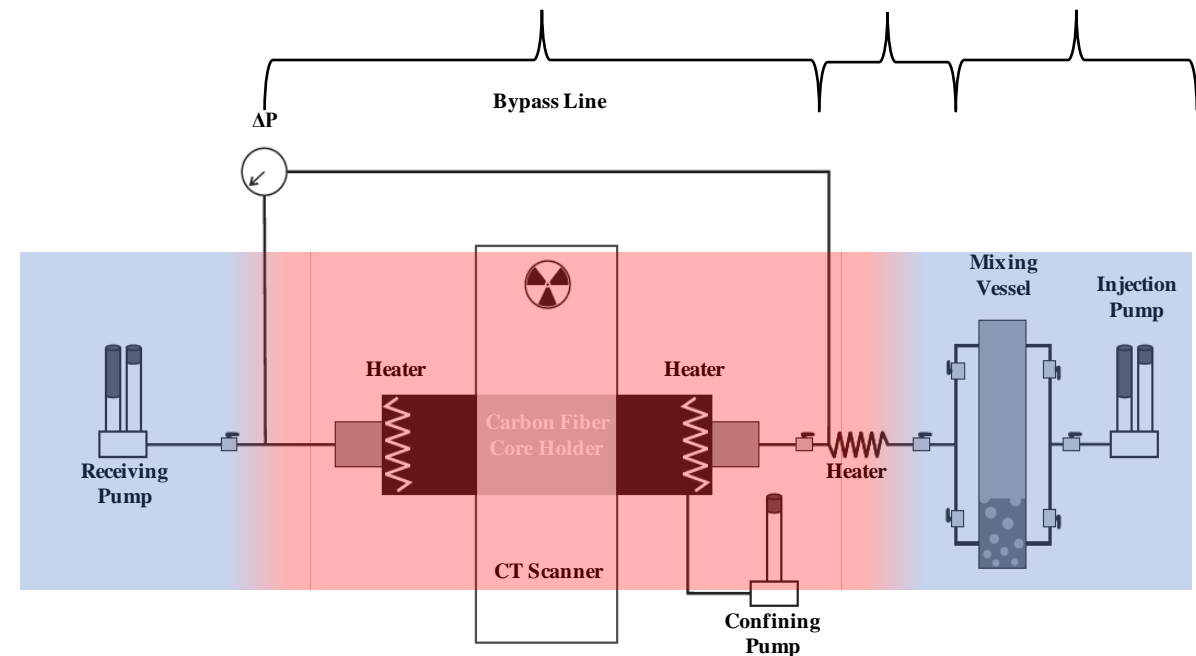 Bypass Line
ΔP
Mixing
Vessel
Injection
Pump
Heater
Heater
Carbon Fiber
Core Holder
Receiving
Pump
Heater
CT Scanner
Confining
Pump